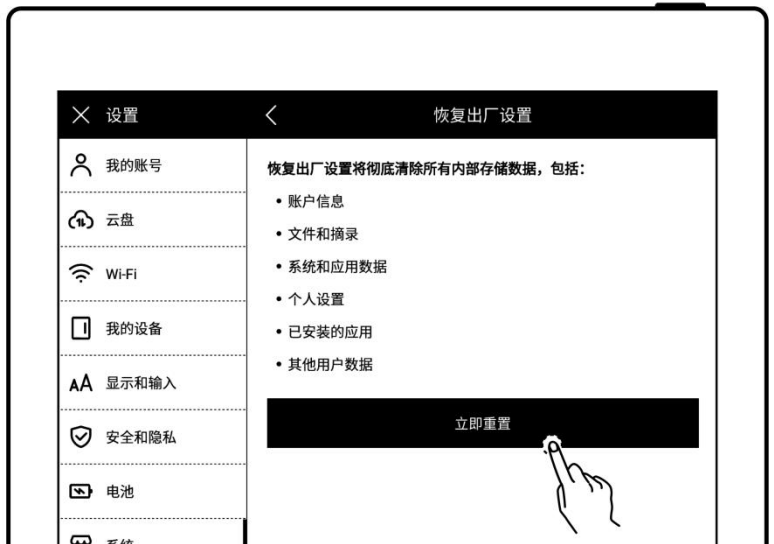 设置
恢复出厂设置
我的账号
云盘
Wi-Fi
我的设备
AA 显示和输入
安全和隐私
电池
系统
恢复出厂设置将彻底清除所有内部存储数据，包括：
• 账户信息
• 文件和摘录
• 系统和应用数据
• 个人设置
• 已安装的应用
• 其他用户数据
立即重置